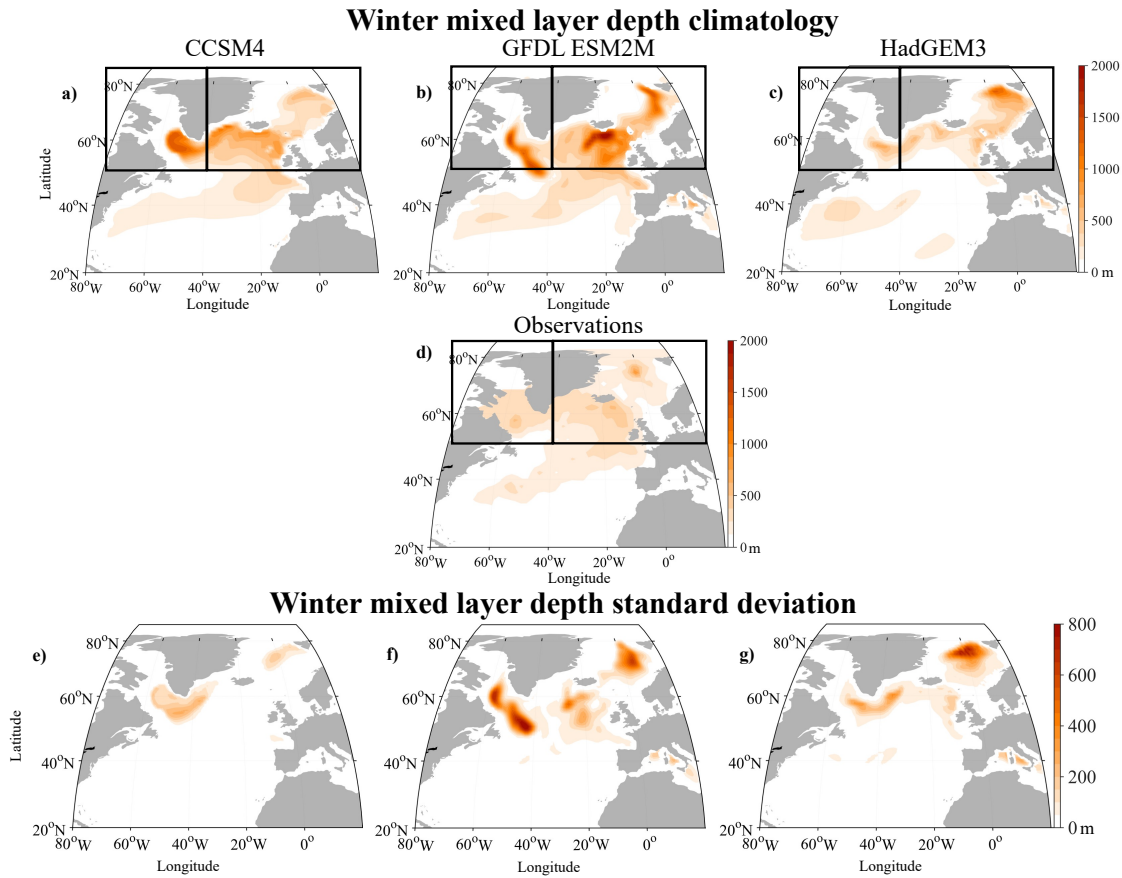 Winter mixed layer depth climatology
CCSM4 GFDL ESM2M HadGEM3
a) 80°N b) 80°N c) 80°N 2000
1500
60°N 60°N 60°N
Latitude 1000
40°N 40°N 40°N 500
20°N 20°N 20°N 0 m
80°W 60°W 40°W 20°W 0° 80°W 60°W 40°W 20°W 0° 80°W 60°W 40°W 20°W 0°
Longitude Longitude Longitude
Observations
d) 80°N 2000
1500
60°N
1000
40°N 500
20°N 0 m
80°W 60°W 40°W 20°W 0°
Longitude
Winter mixed layer depth standard deviation
e) 80°N f) 80°N g) 80°N 800
600
60°N 60°N 60°N
Latitude 400
40°N 40°N 40°N 200
20°N 20°N 20°N 0 m
80°W 60°W 40°W 20°W 0° 80°W 60°W 40°W 20°W 0° 80°W 60°W 40°W 20°W 0°
Longitude Longitude Longitude